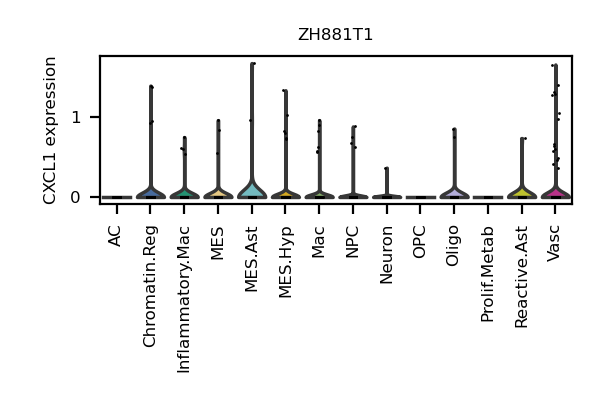 ZH881T1
CXCL1 expression
1
0
AC
Chromatin.Reg
Inflammatory.Mac
MES
MES.Ast
MES.Hyp
Mac
NPC
Neuron
OPC
Oligo
Prolif.Metab
Reactive.Ast
Vasc